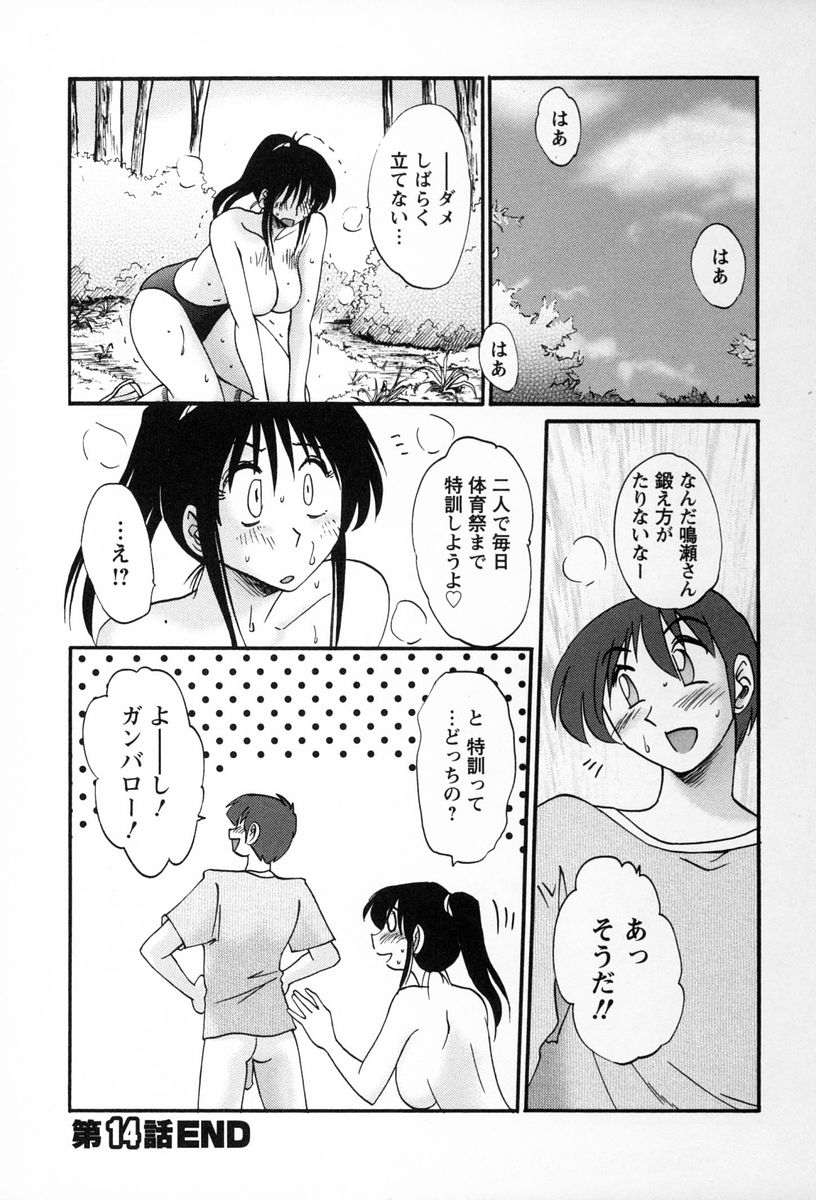 はあ
はあ
はあ
――ダメ
しばらく
立てない…
なんだ鳴瀬さん
鍛え方が
たりないなー
あっ
そうだ!!
二人で毎日
体育祭まで
特訓しようよ♡
…え!?
と 特訓って
…どっちの?
よ――し!
ガンバロー!
第14話END